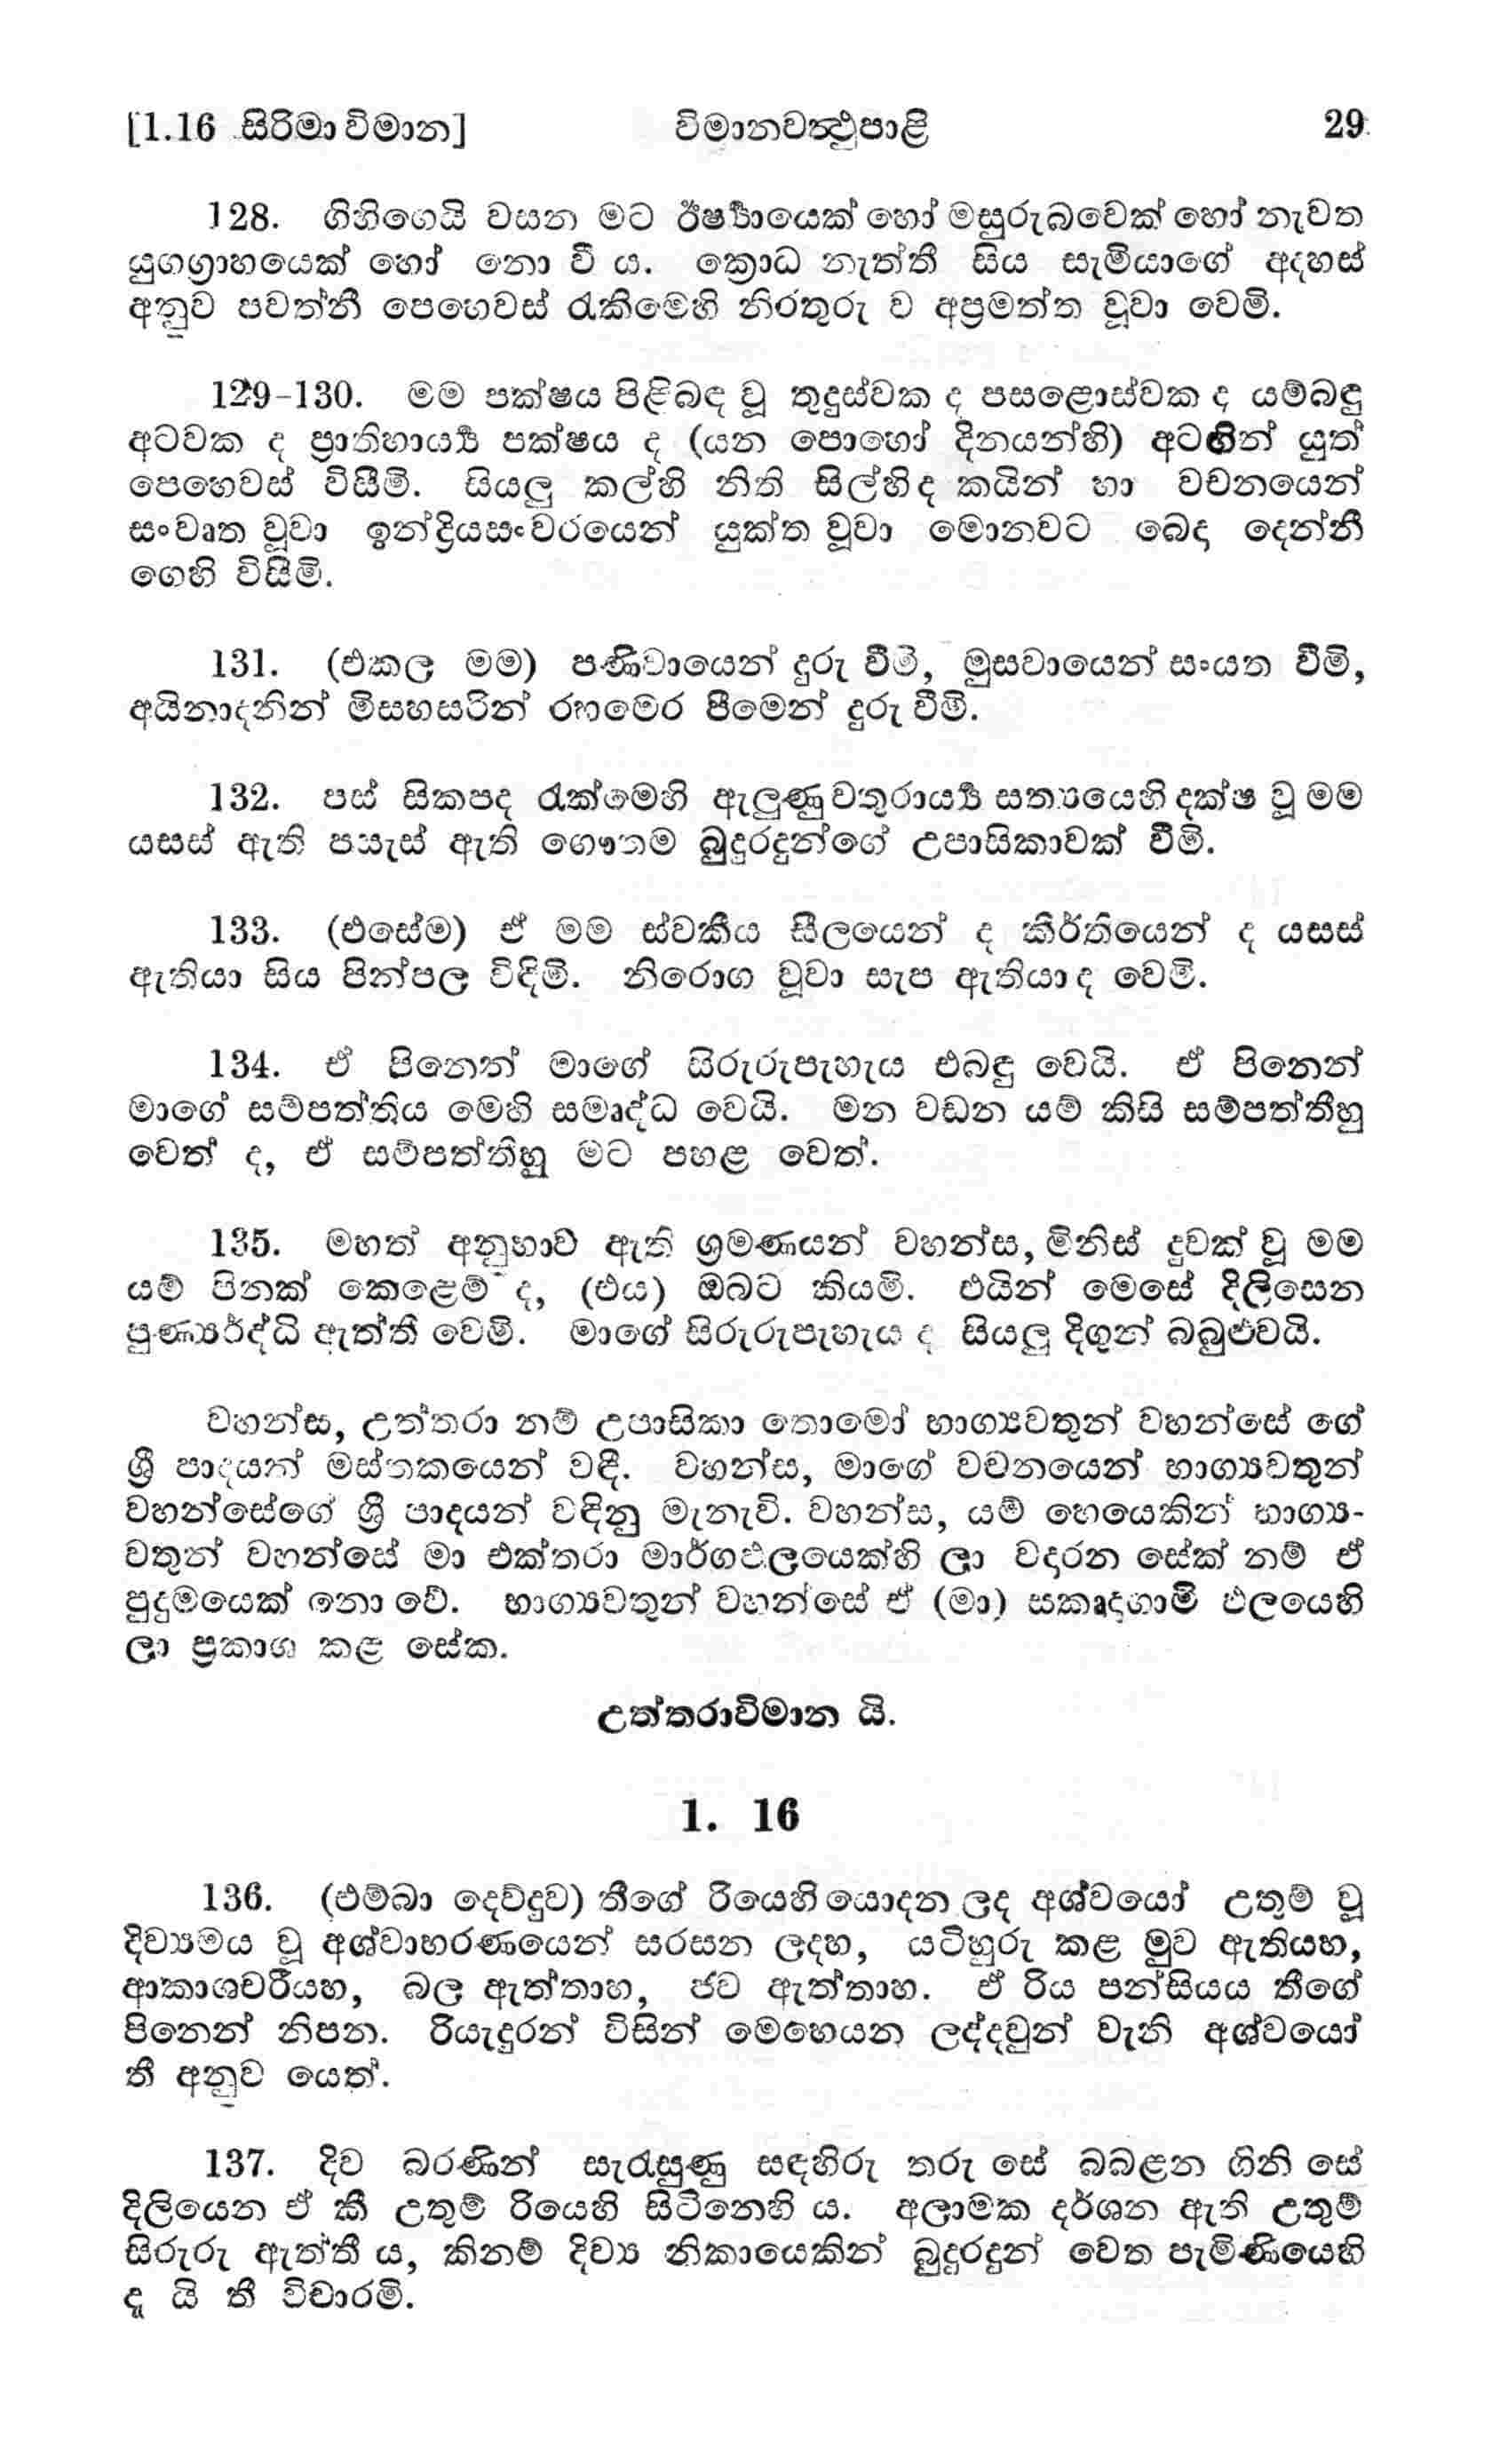 [1.16 සිරිමා විමාන] විමානවත්‍ථුපාළි 29
128. ගිහිගෙයි වසන මට ඊර්‍ෂ්‍යායෙක් හෝ මසුරුබවෙක් හෝ නැවත
යුගග්‍රාහයෙක් හෝ නො වී ය. ක්‍රොධ නැත්තී සිය සැමියාගේ අදහස්
අනුව පවත්නී පෙහෙවස් රැකීමෙහි නිරතුරු ව අප්‍රමත්ත වූවා වෙමි.
129-130. මම පක්ෂය පිළිබඳ වූ තුදුස්වක ද පසළොස්වක ද යම්බඳු
අටවක ද ප්‍රාතිහාර්‍ය්‍ය පක්ෂය ද (යන පොහෝ දිනයන්හි) අටඟින් යුත්
පෙහෙවස් විසීමි. සියලු කල්හි නිති සිල්හි ද කයින් හා වචනයෙන්
සංවෘත වූවා ඉන්ද්‍රියසංවරයෙන් යුක්ත වූවා මොනවට බෙදා දෙන්නී
ගෙහි විසීමි.
131. (එකල මම) පණිවායෙන් දුරු වීමි, මුසවායෙන් සංයත වීමි,
අයිනාදනින් මිසහසරින් රහමෙර පීමෙන් දුරු වීමි.
132. පස් සිකපද රැක්මෙහි ඇලුණු චතුරාර්‍ය්‍ය සත්‍යයෙහි දක්ෂ වූ මම
යසස් ඇති පසැස් ඇති ගෞතම බුදුරදුන්ගේ උපාසිකාවක් වීමි.
133. (එසේම) ඒ මම ස්වකීය සීලයෙන් ද කීර්තියෙන් ද යසස්
ඇතියා සිය පින්පල විඳිමි. නිරොග වූවා සැප ඇතියා ද වෙමි.
134. ඒ පිනෙන් මාගේ සිරුරුපැහැය එබඳු වෙයි. ඒ පිනෙන්
මාගේ සම්පත්තිය මෙහි සමෘද්ධ වෙයි. මන වඩන යම් කිසි සම්පත්තීහු
වෙත් ද, ඒ සම්පත්තීහු මට පහළ වෙත්.
135. මහත් අනුභාව ඇති ශ්‍රමණයන් වහන්ස, මිනිස් දුවක් වූ මම
යම් පිනක් කෙළෙම් ද, (එය) ඔබට කියමි. එයින් මෙසේ දිලිසෙන
පුණ්‍යර්ද්ධි ඇත්තී වෙමි. මාගේ සිරුරුපැහැය ද සියලු දිගුන් බබුළුවයි.
වහන්ස, උත්තරා නම් උපාසිකා තොමෝ භාග්‍යවතුන් වහන්සේ ගේ
ශ්‍රී පාදයන් මස්තකයෙන් වඳී. වහන්ස, මාගේ වචනයෙන් භාග්‍යවතුන්
වහන්සේගේ ශ්‍රී පාදයන් වඳිනු මැනැවි. වහන්ස, යම් හෙයෙකින් භාග්‍ය-
වතුන් වහන්සේ මා එක්තරා මාර්ගඵලයෙක්හි ලා වදාරන සේක් නම් ඒ
පුදුමයෙක් නො වේ. භාග්‍යවතුන් වහන්සේ ඒ (මා) සකෘදාගාමි ඵලයෙහි
ලා ප්‍රකාශ කළ සේක.
උත්තරාවිමාන යි.
1. 16
136. (එම්බා දෙව්දුව) තීගේ රියෙහි යොදන ලද අශ්වයෝ උතුම් වූ
දිව්‍යමය වූ අශ්වාභරණයෙන් සරසන ලදහ, යටිහුරු කළ මුව ඇතියහ,
ආකාශචරියහ, බල ඇත්තාහ, ජව ඇත්තාහ. ඒ රිය පන්සියය තීගේ
පිනෙන් නිපන. රියැදුරන් විසින් මෙහෙයන ලද්දවුන් වැනි අශ්වයෝ
තී අනුව යෙත්.
137. දිව බරණින් සැරැසුණු සඳහිරු තරු සේ බබළන ගිනි සේ
දිලියෙන ඒ කී උතුම් රියෙහි සිටිනෙහි ය. අලාමක දර්ශන ඇති උතුම්
සිරුරු ඇත්තී ය, කිනම් දිව්‍ය නිකායෙකින් බුදුරදුන් වෙත පැමිණියෙහි
දැ යි තී විචාරමි.